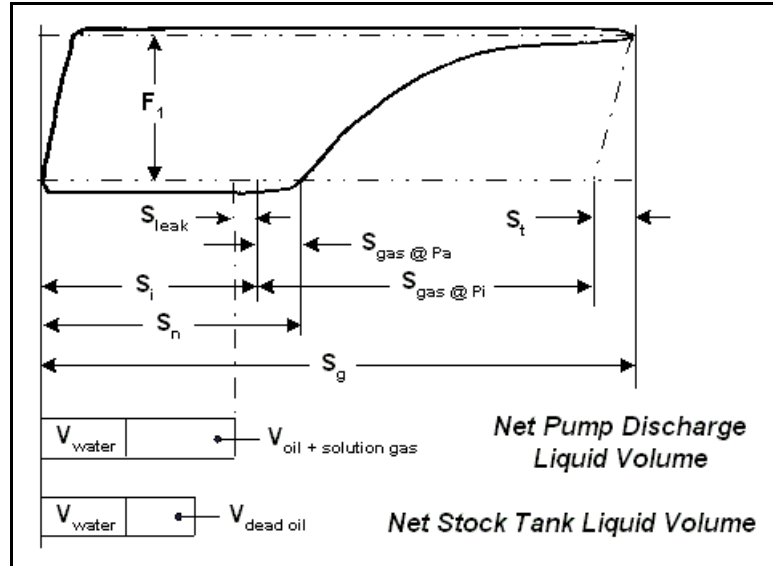 F1
Sleak
St
Sgas @ Pa
Si
Sgas @ Pi
Sn
Sg
Vwater
Voil + solution gas
Net Pump Discharge
Liquid Volume
Vwater
Vdead oil
Net Stock Tank Liquid Volume